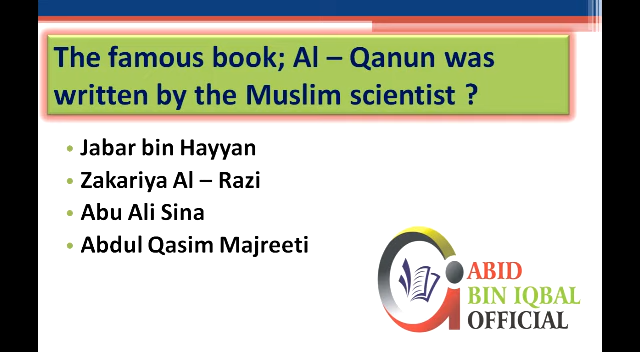 The famous book; Al – Qanun was
written by the Muslim scientist ?
• Jabar bin Hayyan
• Zakariya Al – Razi
• Abu Ali Sina
• Abdul Qasim Majreeti
ABID
BIN IQBAL
OFFICIAL